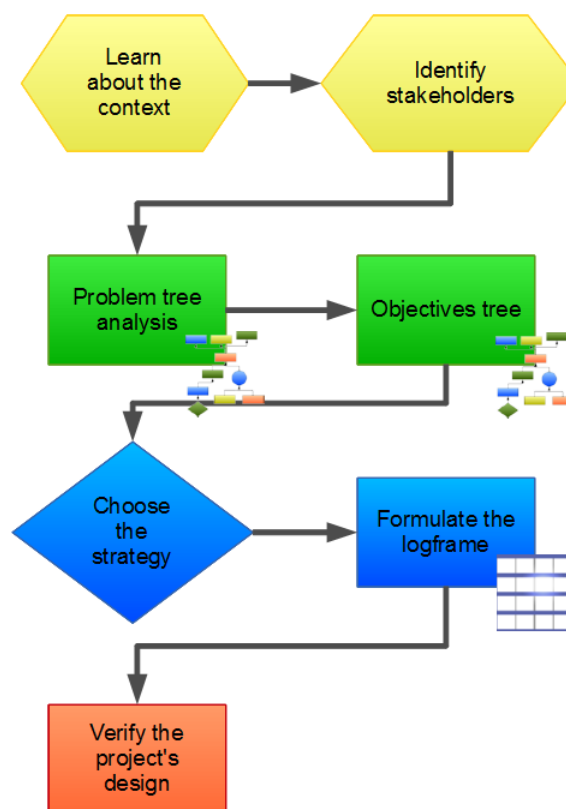 Learn
about the
context
Identify
stakeholders
Problem tree
analysis
Objectives tree
Choose
the
strategy
Formulate the
logframe
Verify the
project's
design